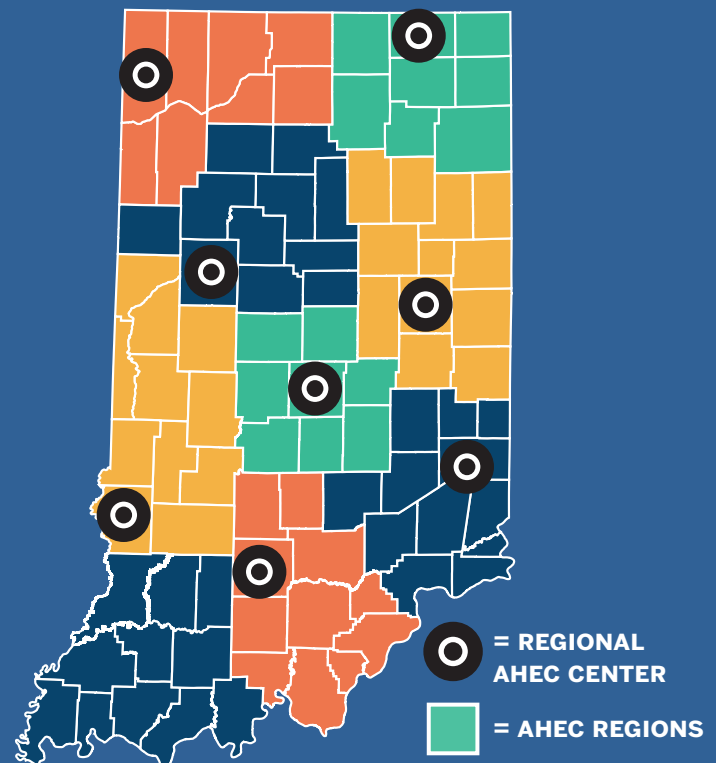 = REGIONAL
AHEC CENTER
= AHEC REGIONS